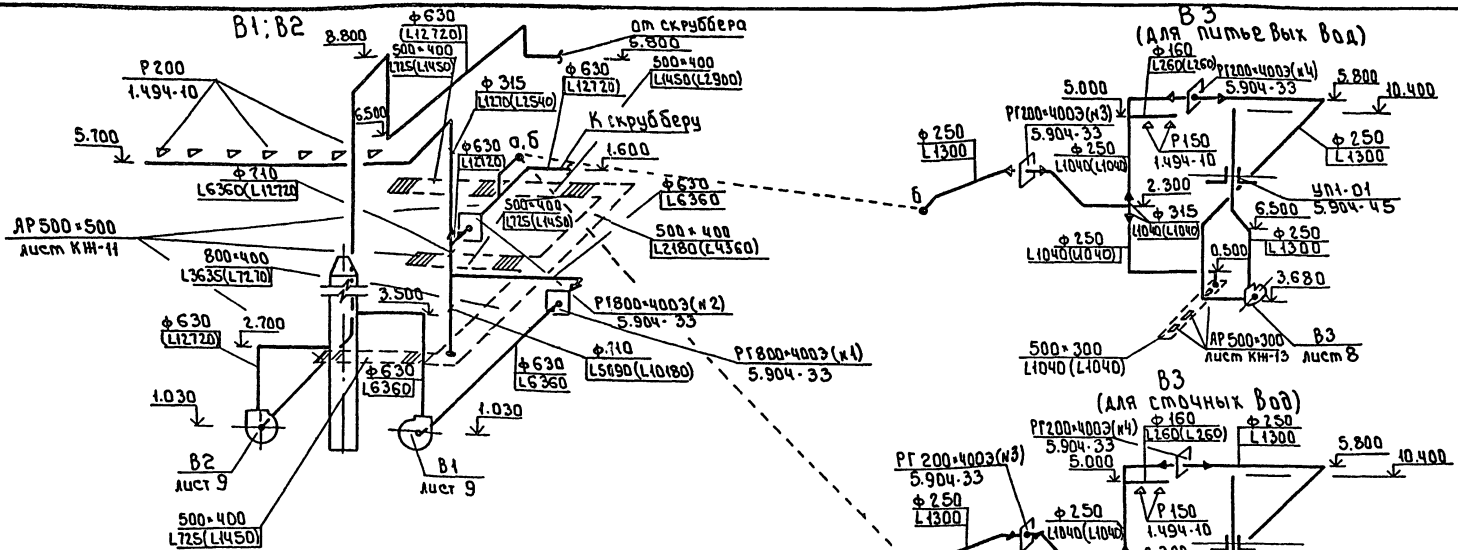 В1; В2
8.800
ф630
(L12720)
500×400
L725(L1450)
от скруббера
6.800
ф315
L1270(L2540)
ф630
L12720)
500×400
L1450(L2900)
Р200
1.494-10
6.500
К скрубберу
5.700
ф630
(L12720)
а,б
1.600
ф710
L6360(L12720
500×400
L725(L1450)
ф630
L6360
АР500×500
лист КЖ-11
800×400
L3635(L7270)
500×400
L2180(L4360)
3.500
РГ800×400Э(№2)
5.904-33
ф630
(L12720)
2.700
ф630
L6360
ф630
L6360
ф710
L5090(L10180)
РГ800×400Э(№1)
5.904-33
1.030
1.030
В2
лист 9
В1
лист 9
500×400
L725(L1450)
В3
(для питьевых вод)
ф160
L260(L260)
РГ200×400Э(№4)
5.904-33
5.000
5.800
10.400
РГ200×400Э(№3)
5.904-33
ф250
L1300
ф250
L1040(L1040)
Р150
1.494-10
ф250
L1300
б
2.300
УП1-01
5.904-45
ф315
L1040(L1040)
6.500
ф250
L1040(L1040)
0.500
ф250
L1300
3.680
500×300
L1040(L1040)
АР500×300
лист КЖ-13
В3
лист 8
В3
(для сточных вод)
РГ200×400Э(№4)
5.904-33
ф160
L260(L260)
ф250
L1300
5.000
5.800
10.400
РГ200×400Э(№3)
5.904-33
ф250
L1300
ф250
L1040(L1040)
Р150
1.494-10